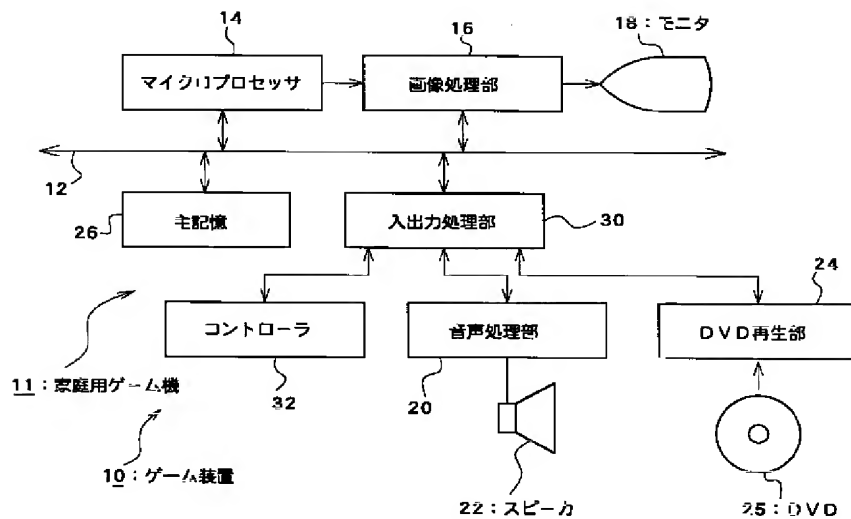 14
16
18：モニタ
マイクロプロセッサ
画像処理部
12
26
主記憶
入出力処理部
30
24
コントローラ
音声処理部
DVD再生部
11：家庭用ゲーム機
32
20
10：ゲーム装置
22：スピーカ
25：DVD